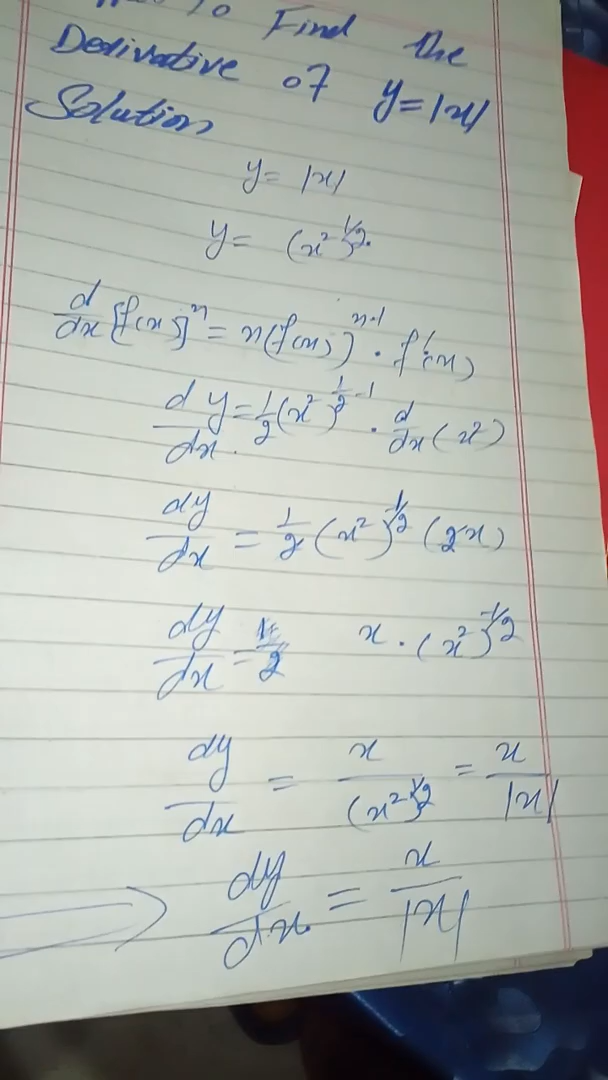 to Find the
Derivative of y = |x|
Solution
y = |x|
y = (x²)^1/2
d/dx [f(x)]^n = n(f(x))^n-1 · f'(x)
d/dx y = 1/2 (x²)^1/2-1 · d/dx (x²)
dy/dx = 1/2 (x²)^-1/2 (2x)
dy/dx = x · (x²)^-1/2
dy/dx = x/(x²)^1/2 = x/|x|
dy/dx = x/|x|